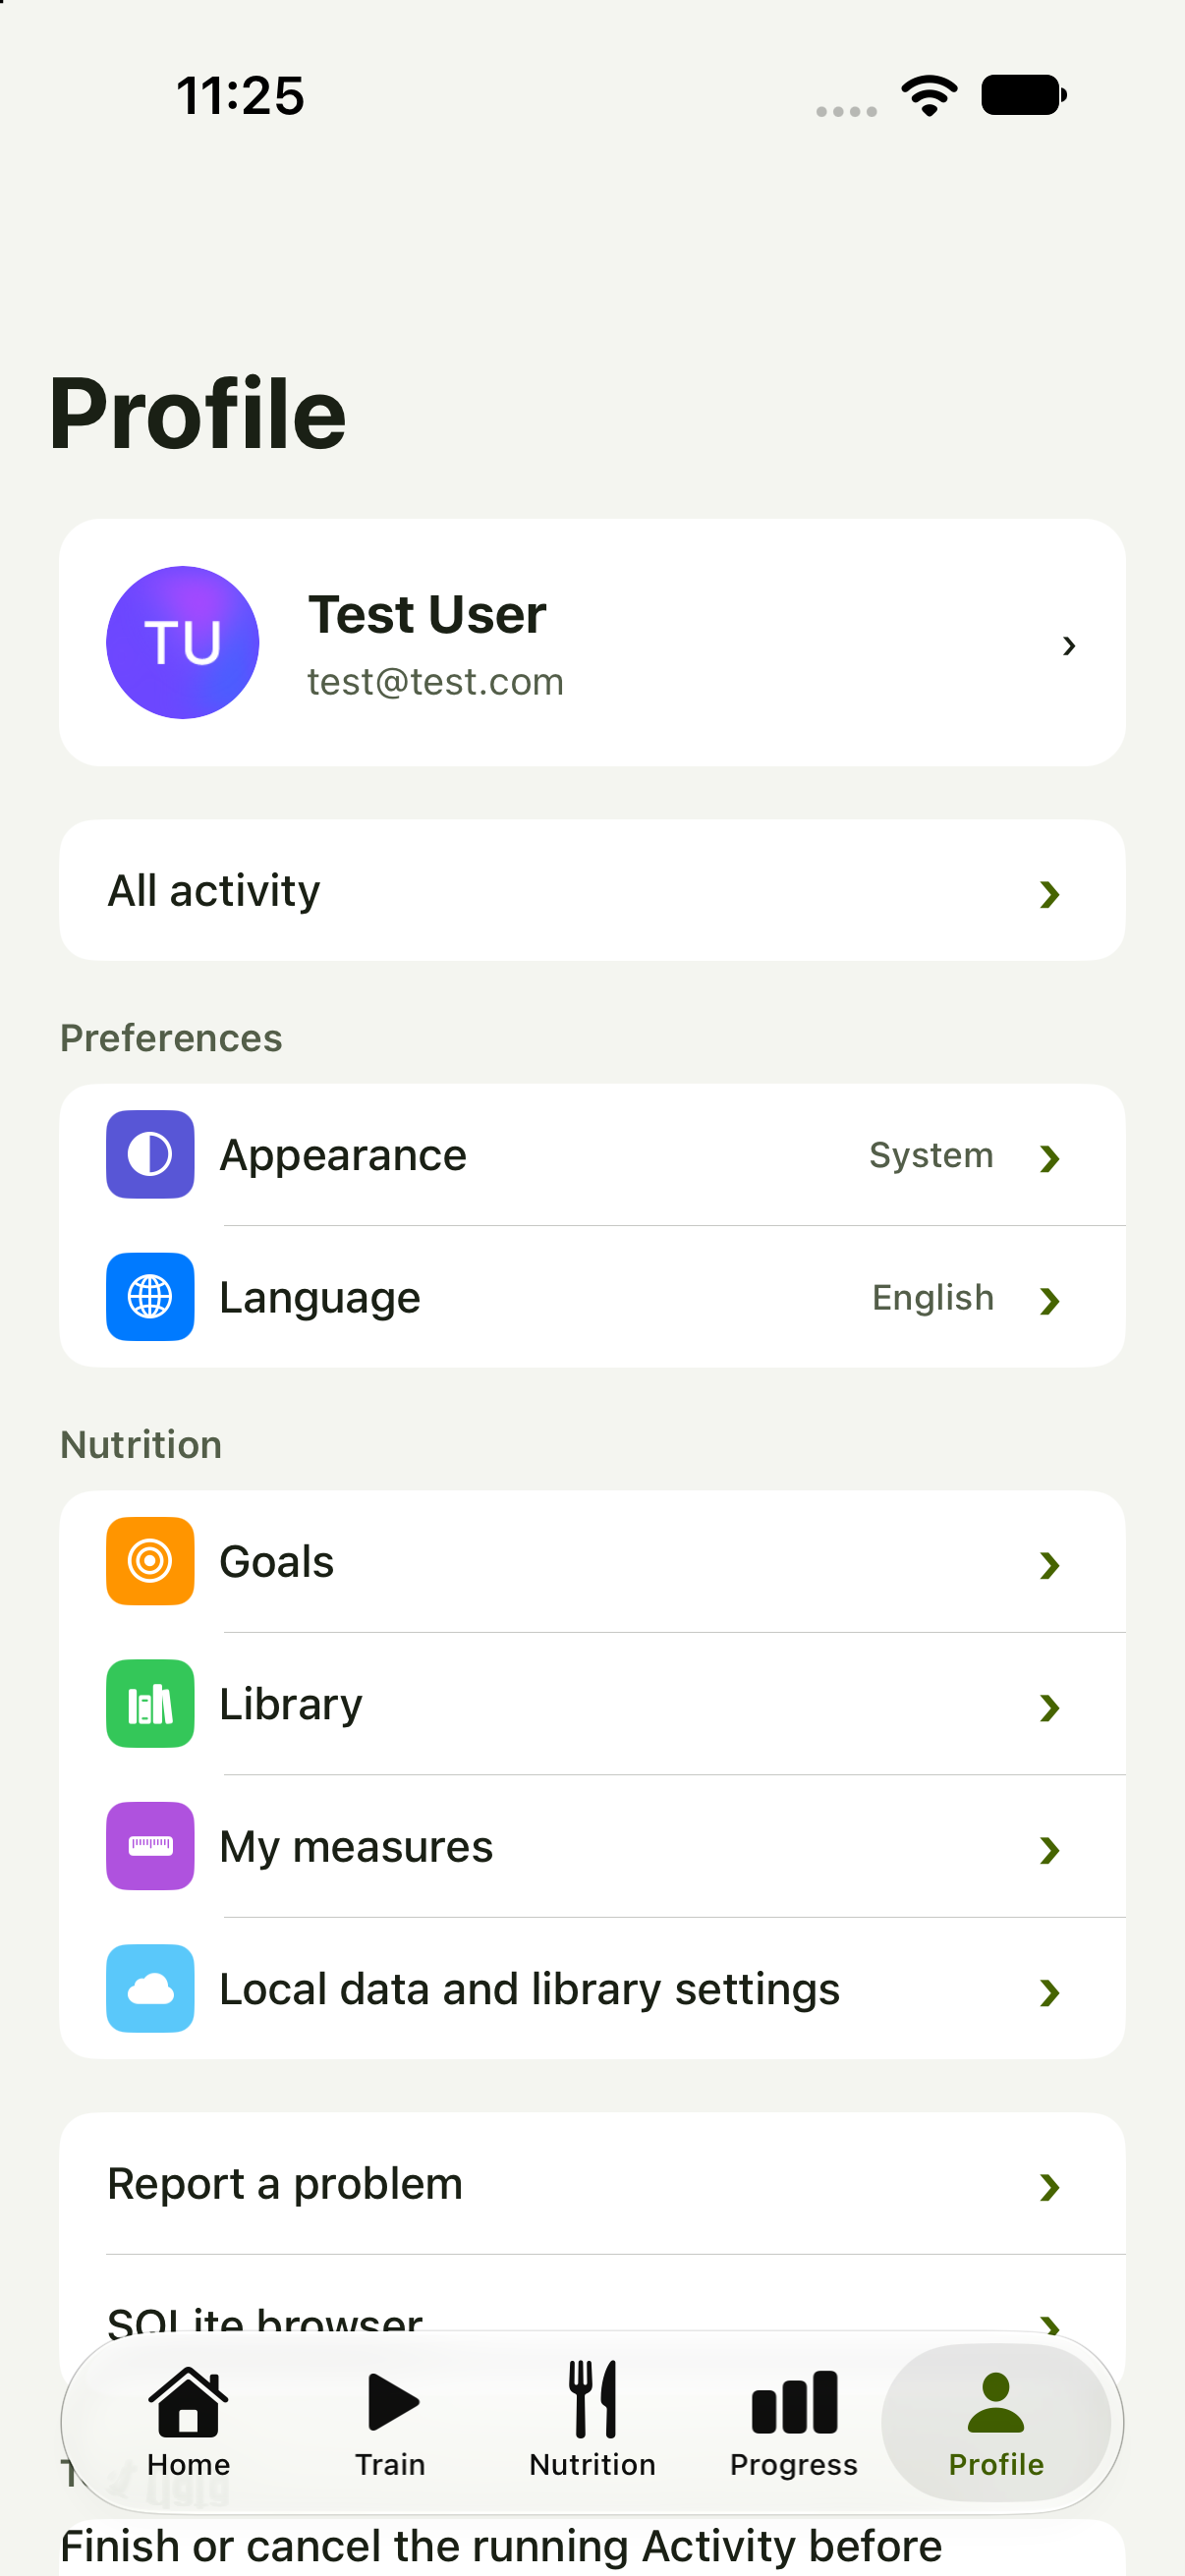 11:25
Profile
TU
Test User
test@test.com
›
All activity
Preferences
Appearance System
Language English
Nutrition
Goals
Library
My measures
Local data and library settings
Report a problem
SQLite browser
Home Train Nutrition Progress Profile
Finish or cancel the running Activity before